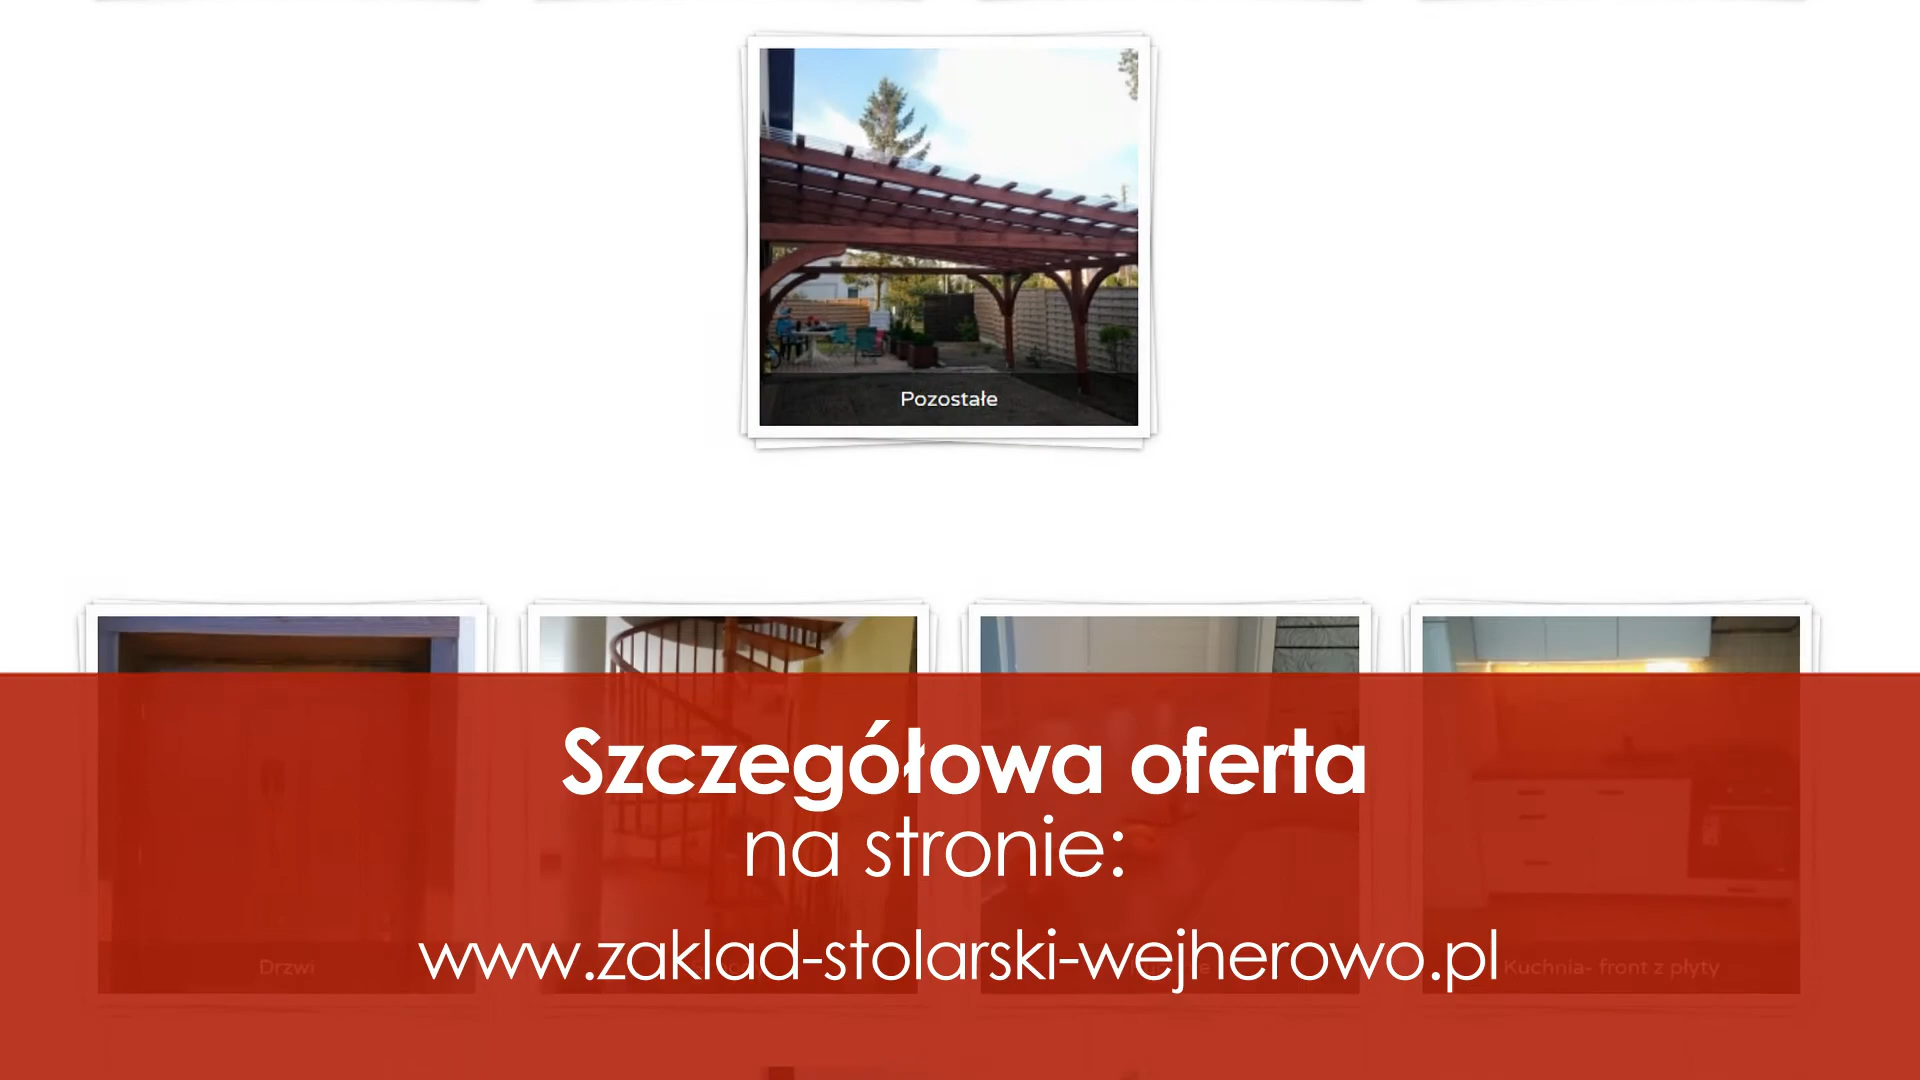 Pozostałe
Szczegółowa oferta
na stronie:
www.zaklad-stolarski-wejherowo.pl
Drzwi
Kuchnia- front z płyty